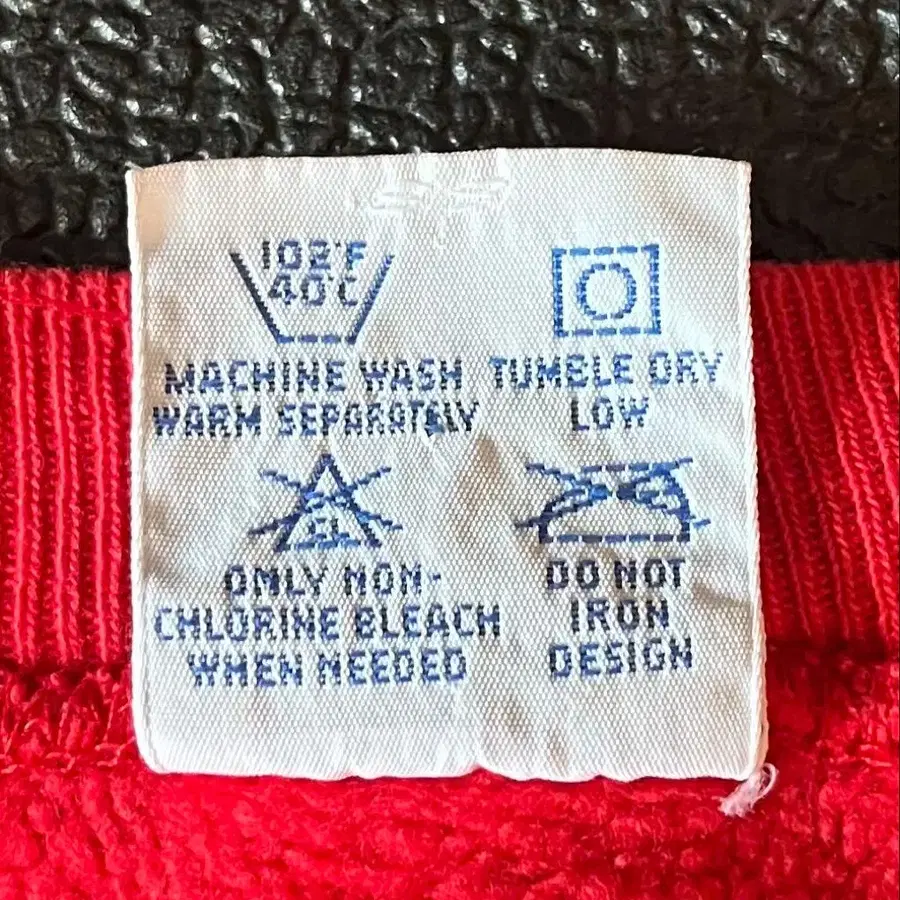 102°F
40°C
MACHINE WASH
WARM SEPARATELY
TUMBLE DRY
LOW
CL
ONLY NON-
CHLORINE BLEACH
WHEN NEEDED
DO NOT
IRON
DESIGN